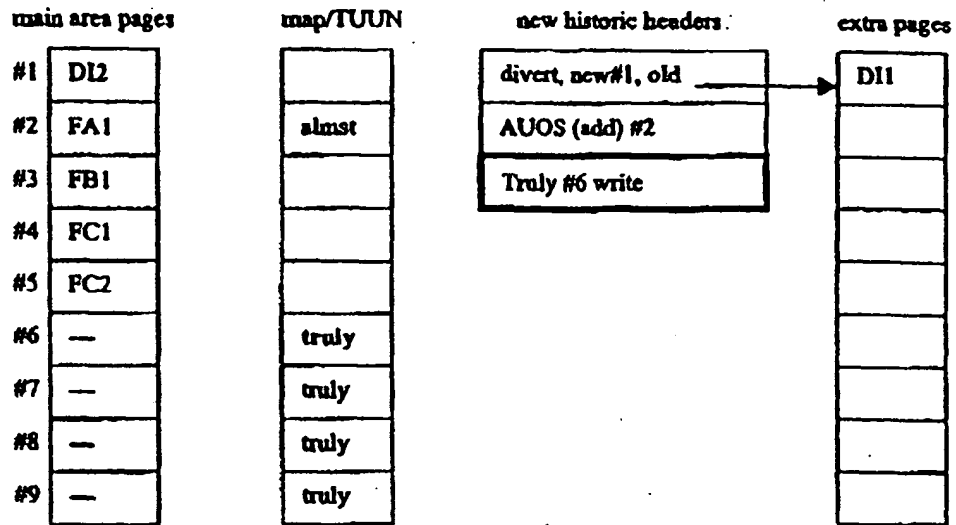 main area pages map/TUUN new historic headers. extra pages
#1 DI2 divert, new#1, old DI1
#2 FA1 almst AUOS (add) #2
#3 FB1 Truly #6 write
#4 FC1
#5 FC2
#6 — truly
#7 — truly
#8 — truly
#9 — truly